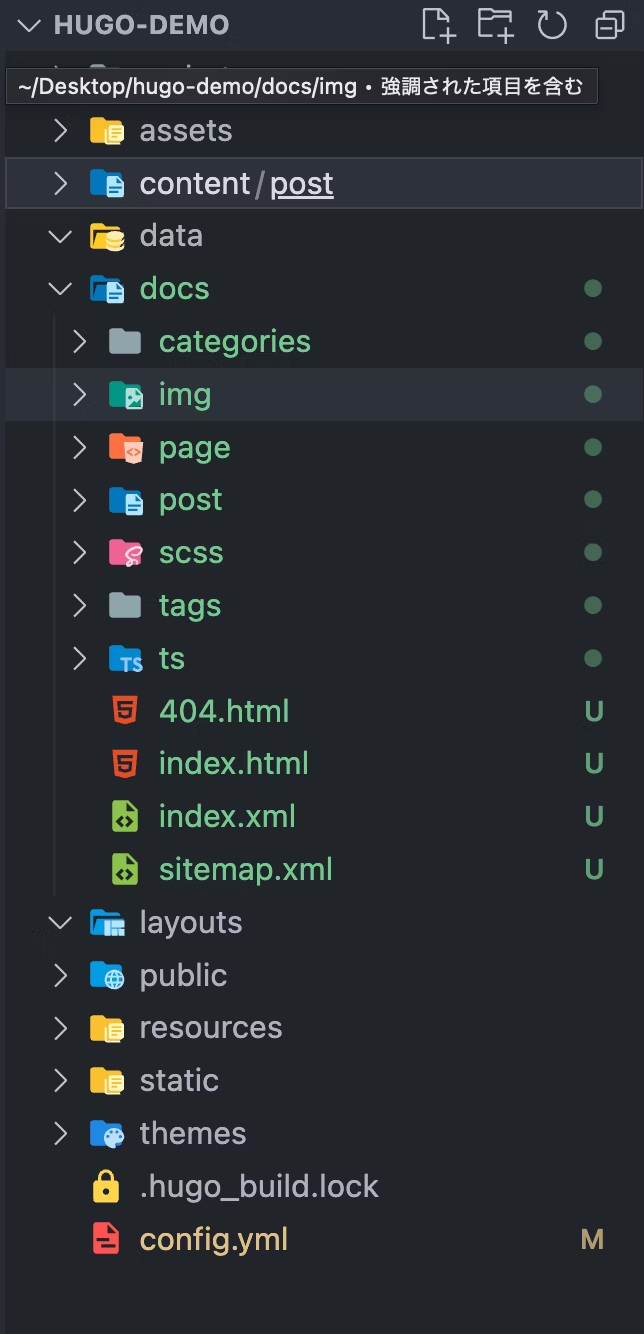 HUGO-DEMO
~/Desktop/hugo-demo/docs/img • 強調された項目を含む
assets
content/post
data
docs
categories
img
page
post
scss
tags
TS ts
404.html U
index.html U
index.xml U
sitemap.xml U
layouts
public
resources
static
themes
.hugo_build.lock
config.yml M